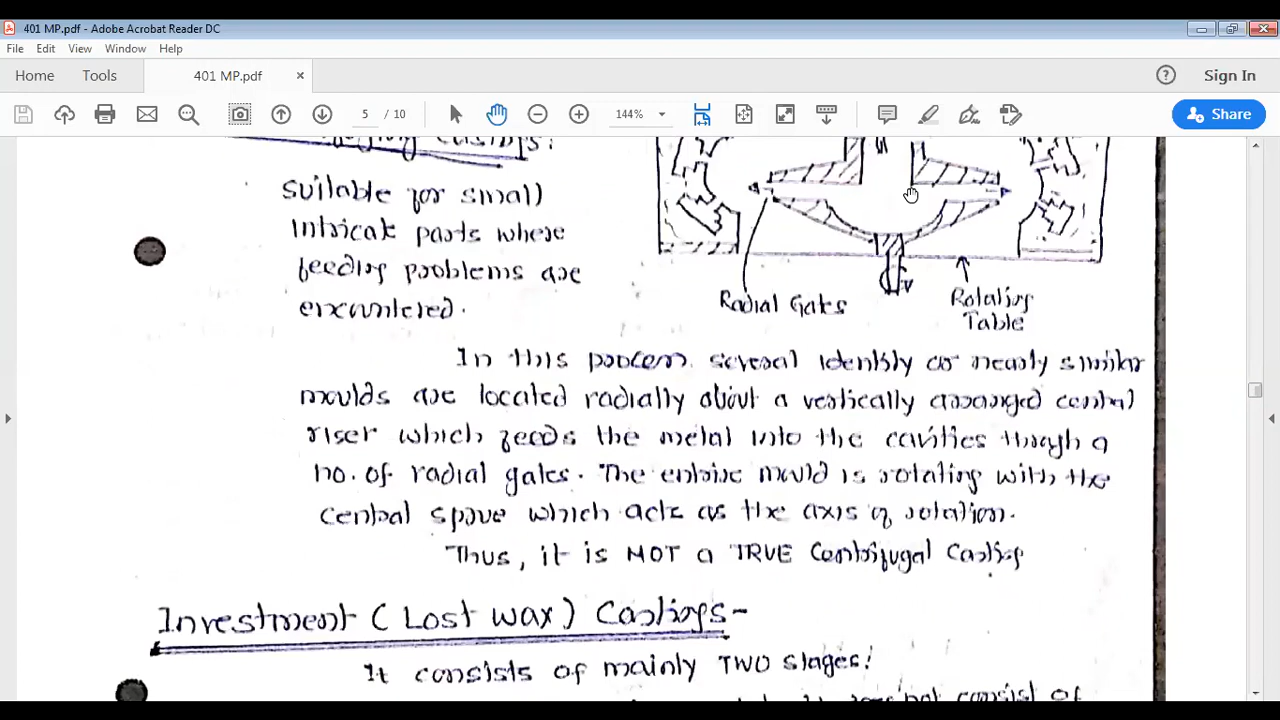 401 MP.pdf - Adobe Acrobat Reader DC
File Edit View Window Help
Home Tools 401 MP.pdf × Sign In
5 / 10 144% Share
Suitable for small
Intricate parts where
feeding problems are
encountered.
Radial Gates
Rotating
Table
In this process, several identically or nearly similar
moulds are located radially about a vertically arranged central
riser which feeds the metal into the cavities through a
no. of radial gates. The entire mould is rotating with the
central sprue which acts as the axis of rotation.
Thus, it is NOT a TRUE Centrifugal Casting
Investment (Lost wax) Castings-
It consists of mainly TWO stages:
consist of